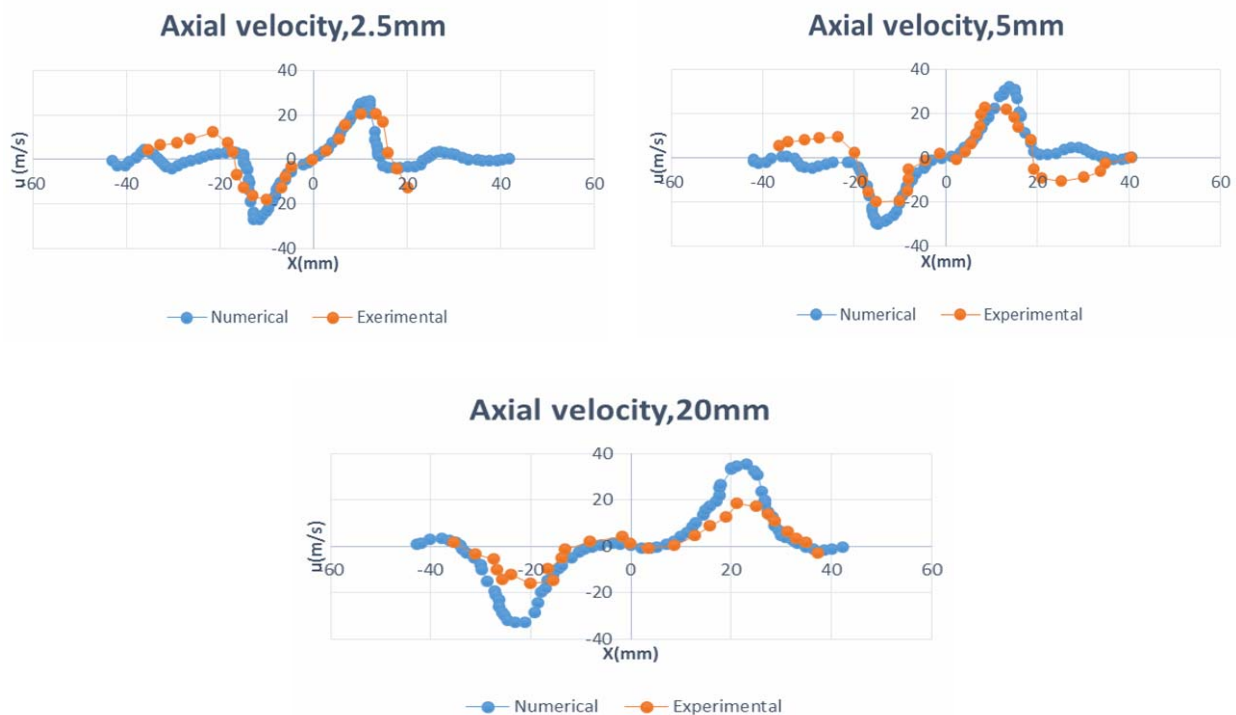 Axial velocity,2.5mm
40
20
0
-60 -40 -20 0 20 40 60
-20
-40
u(m/s)
X(mm)
Numerical Exerimental
Axial velocity,5mm
40
20
0
-60 -40 -20 0 20 40 60
-20
-40
u(m/s)
X(mm)
Numerical Experimental
Axial velocity,20mm
40
20
0
-60 -40 -20 0 20 40 60
-20
-40
u(m/s)
X(mm)
Numerical Experimental